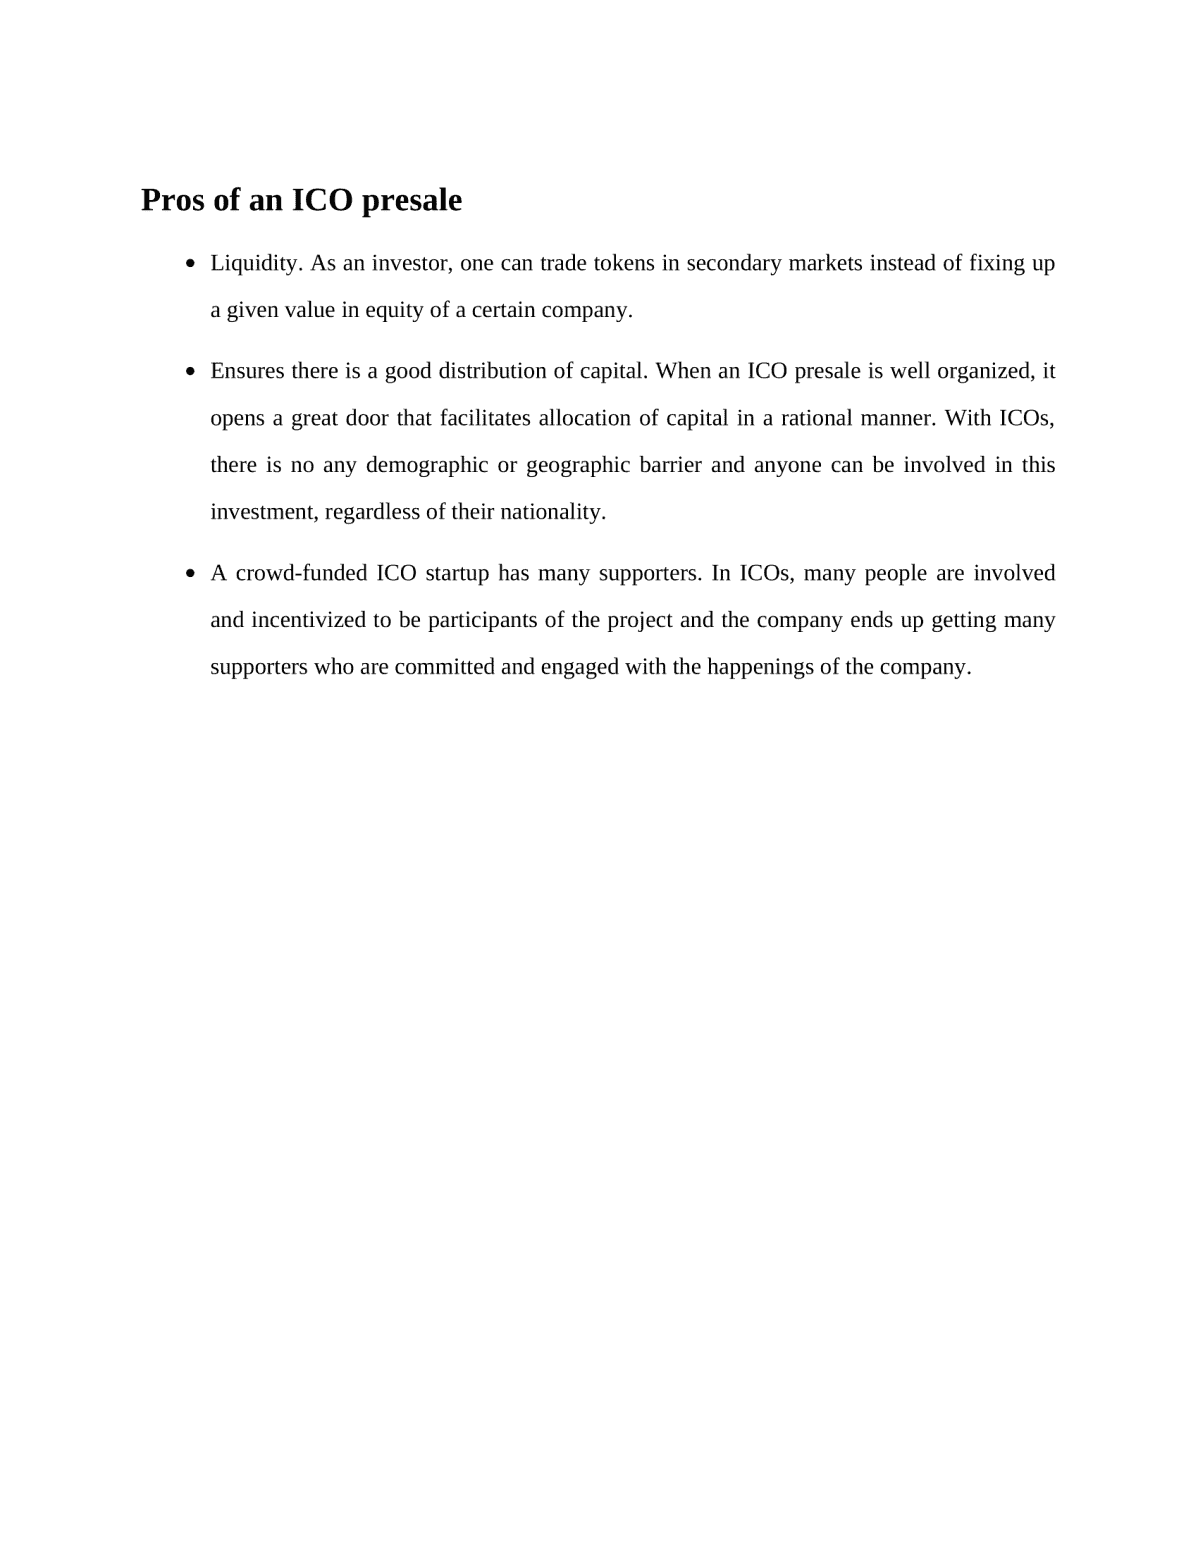 Pros of an ICO presale
• Liquidity. As an investor, one can trade tokens in secondary markets instead of fixing up
a given value in equity of a certain company.
• Ensures there is a good distribution of capital. When an ICO presale is well organized, it
opens a great door that facilitates allocation of capital in a rational manner. With ICOs,
there is no any demographic or geographic barrier and anyone can be involved in this
investment, regardless of their nationality.
• A crowd-funded ICO startup has many supporters. In ICOs, many people are involved
and incentivized to be participants of the project and the company ends up getting many
supporters who are committed and engaged with the happenings of the company.